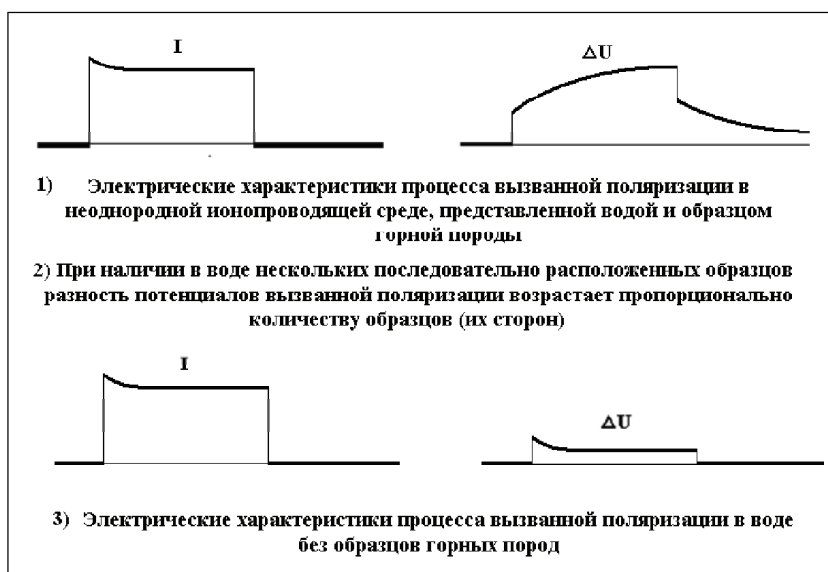 I
ΔU
1) Электрические характеристики процесса вызванной поляризации в
неоднородной ионопроводящей среде, представленной водой и образцом
горной породы
2) При наличии в воде нескольких последовательно расположенных образцов
разность потенциалов вызванной поляризации возрастает пропорционально
количеству образцов (их сторон)
I
ΔU
3) Электрические характеристики процесса вызванной поляризации в воде
без образцов горных пород